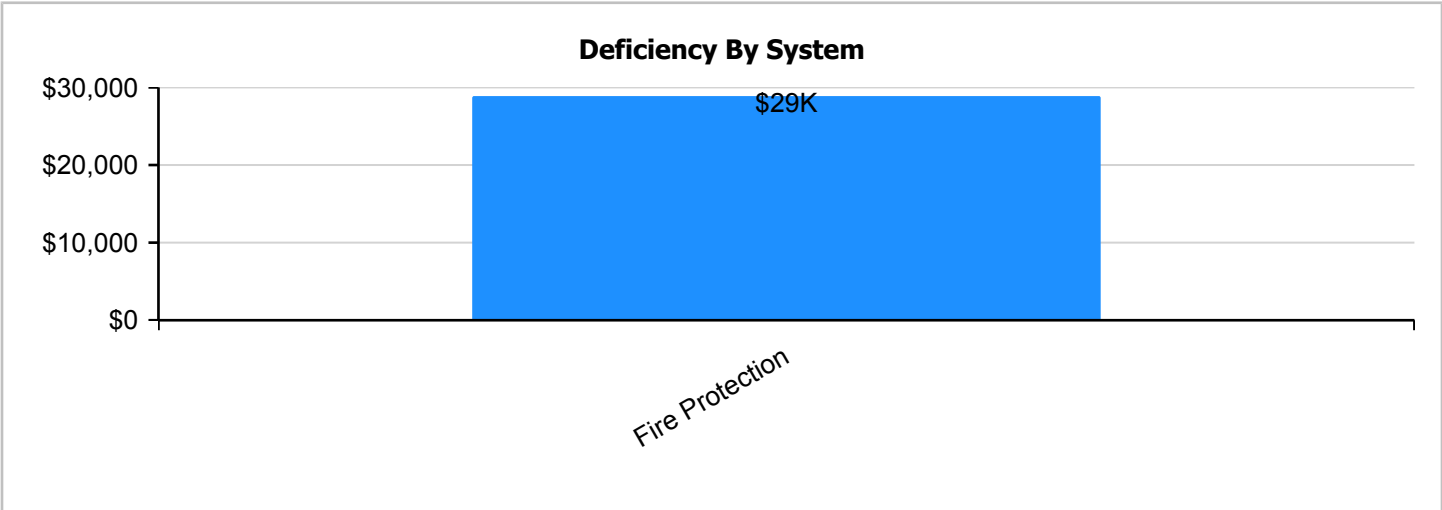 Deficiency By System
$30,000
$29K
$20,000
$10,000
$0
Fire Protection